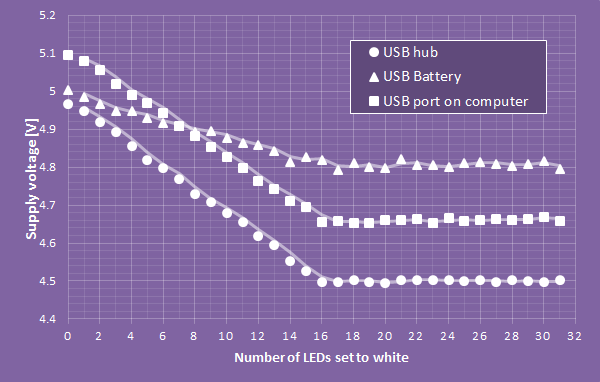 5.2
5.1
5
4.9
4.8
4.7
4.6
4.5
4.4
Supply voltage [V]
USB hub
USB Battery
USB port on computer
0 2 4 6 8 10 12 14 16 18 20 22 24 26 28 30 32
Number of LEDs set to white